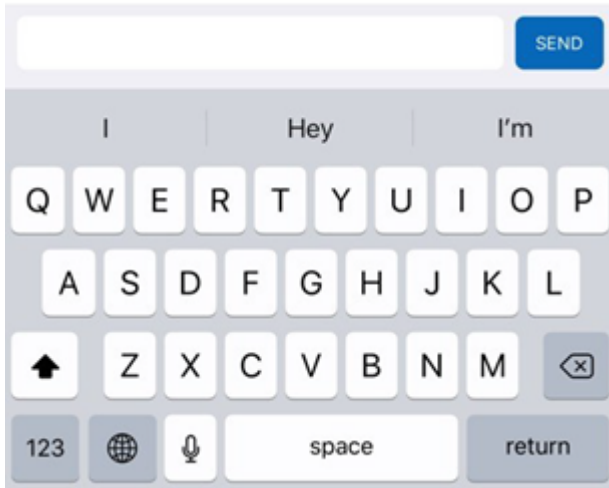 SEND
I Hey I'm
Q W E R T Y U I O P
A S D F G H J K L
Z X C V B N M
123 space return